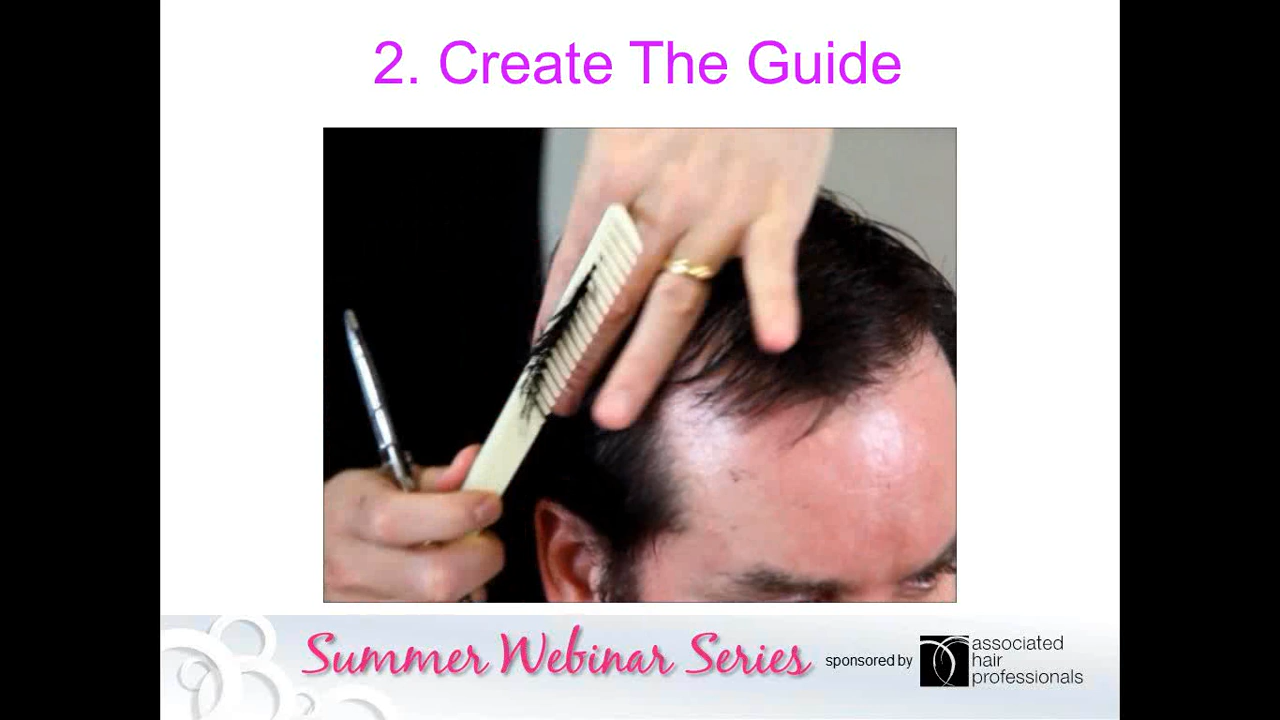 2. Create The Guide
Summer Webinar Series
sponsored by
associated
hair
professionals